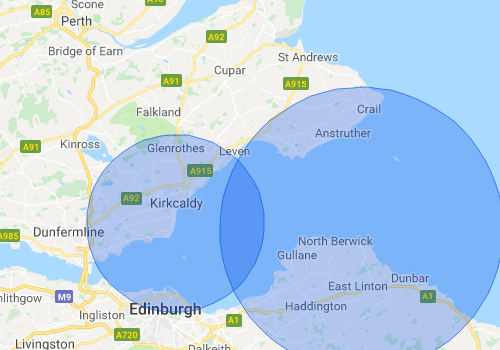 Scone
A85
Perth
A90
A92
Bridge of Earn
St Andrews
Cupar
A91
A915
Falkland
Crail
Anstruther
A91
Kinross
Glenrothes
Leven
A915
A92
Kirkcaldy
A985
Dunfermline
North Berwick
Gullane
Dunbar
East Linton
nlithgow
M9
A1
Haddington
Edinburgh
Ingliston
A1
A720
Livingston
Dalkeith